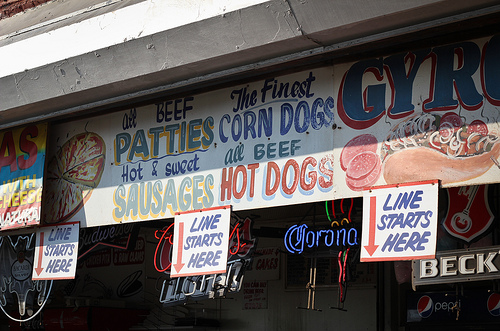 all BEEF
PATTIES
Hot & sweet
SAUSAGES
The Finest
CORN DOGS
all BEEF
HOT DOGS
GYR
AS
LINE
STARTS
HERE
LINE
STARTS
HERE
LINE
STARTS
HERE
Corona
BECK
pepsi